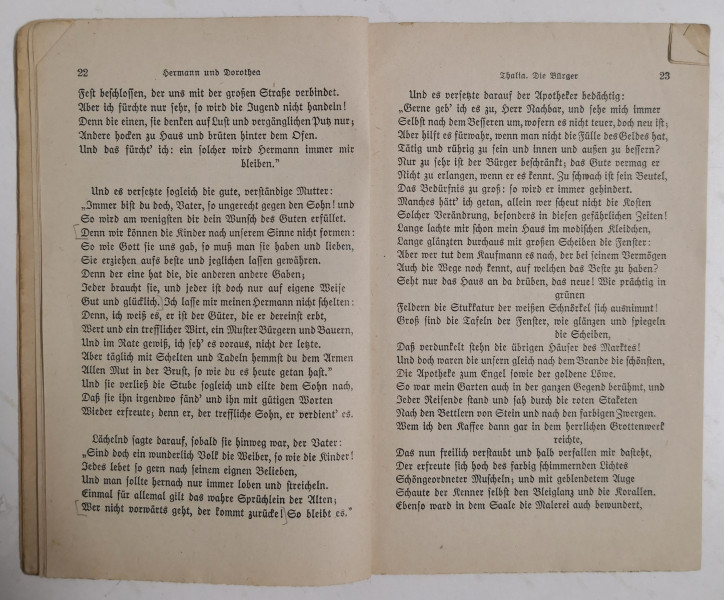 22 Hermann und Dorothea
Fest beschlossen, der uns mit der großen Straße verbindet.
Aber ich fürchte nur sehr, so wird die Jugend nicht handeln!
Denn die einen, sie denken auf Lust und vergänglichen Putz nur;
Andere hocken zu Haus und brüten hinter dem Ofen.
Und das fürcht' ich: ein solcher wird Hermann immer mir
bleiben."
Und es versetzte sogleich die gute, verständige Mutter:
„Immer bist du doch, Vater, so ungerecht gegen den Sohn! und
So wird am wenigsten dir dein Wunsch des Guten erfüllet.
[Denn wir können die Kinder nach unserem Sinne nicht formen:
So wie Gott sie uns gab, so muß man sie haben und lieben,
Sie erziehen aufs beste und jeglichen lassen gewähren.
Denn der eine hat die, die anderen andere Gaben;
Jeder braucht sie, und jeder ist doch nur auf eigene Weise
Gut und glücklich.] Ich lasse mir meinen Hermann nicht schelten:
Denn, ich weiß es, er ist der Güter, die er dereinst erbt,
Wert und ein trefflicher Wirt, ein Muster Bürgern und Bauern,
Und im Rate gewiß, ich seh' es voraus, nicht der letzte.
Aber täglich mit Schelten und Tadeln hemmst du dem Armen
Allen Mut in der Brust, so wie du es heute getan hast."
Und sie verließ die Stube sogleich und eilte dem Sohn nach,
Daß sie ihn irgendwo fänd' und ihn mit gütigen Worten
Wieder erfreute; denn er, der treffliche Sohn, er verdient' es.
Lächelnd sagte darauf, sobald sie hinweg war, der Vater:
„Sind doch ein wunderlich Volk die Weiber, so wie die Kinder!
Jedes lebet so gern nach seinem eignen Belieben,
Und man sollte hernach nur immer loben und streicheln.
Einmal für allemal gilt das wahre Sprüchlein der Alten;
[Wer nicht vorwärts geht, der kommt zurücke!] So bleibt es."
Thalia. Die Bürger 23
Und es versetzte darauf der Apotheker bedächtig:
„Gerne geb' ich es zu, Herr Nachbar, und sehe mich immer
Selbst nach dem Besseren um, wofern es nicht teuer, doch neu ist;
Aber hilft es fürwahr, wenn man nicht die Fülle des Geldes hat,
Tätig und rührig zu sein und innen und außen zu bessern?
Nur zu sehr ist der Bürger beschränkt; das Gute vermag er
Nicht zu erlangen, wenn er es kennt. Zu schwach ist sein Beutel,
Das Bedürfnis zu groß: so wird er immer gehindert.
Manches hätt' ich getan, allein wer scheut nicht die Kosten
Solcher Verändrung, besonders in diesen gefährlichen Zeiten!
Lange lachte mir schon mein Haus im modischen Kleidchen,
Lange glänzten durchaus mit großen Scheiben die Fenster:
Aber wer tut dem Kaufmann es nach, der bei seinem Vermögen
Auch die Wege noch kennt, auf welchen das Beste zu haben?
Seht nur das Haus an da drüben, das neue! Wie prächtig in
grünen
Feldern die Stukkatur der weißen Schnörkel sich ausnimmt!
Groß sind die Tafeln der Fenster, wie glänzen und spiegeln
die Scheiben,
Daß verdunkelt stehn die übrigen Häuser des Marktes!
Und doch waren die unsern gleich nach dem Brande die schönsten,
Die Apotheke zum Engel sowie der goldene Löwe.
So war mein Garten auch in der ganzen Gegend berühmt, und
Jeder Reisende stand und sah durch die roten Staketen
Nach den Bettlern von Stein und nach den farbigen Zwergen.
Wem ich den Kaffee dann gar in dem herrlichen Grottenwerk
reichte,
Das nun freilich verstaubt und halb verfallen mir dasteht,
Der erfreute sich hoch des farbig schimmernden Lichtes
Schöngeordneter Muscheln; und mit geblendetem Auge
Schaute der Kenner selbst den Bleiglanz und die Korallen.
Ebenso ward in dem Saale die Malerei auch bewundert,